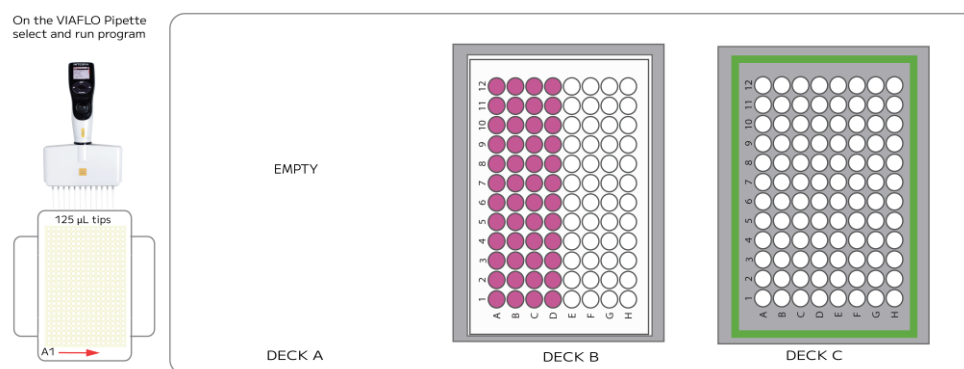 On the VIAFLO Pipette
select and run program
125 µL tips
A1
EMPTY
DECK A
12
11
10
9
8
7
6
5
4
3
2
1
A B C D E F G H
DECK B
12
11
10
9
8
7
6
5
4
3
2
1
A B C D E F G H
DECK C